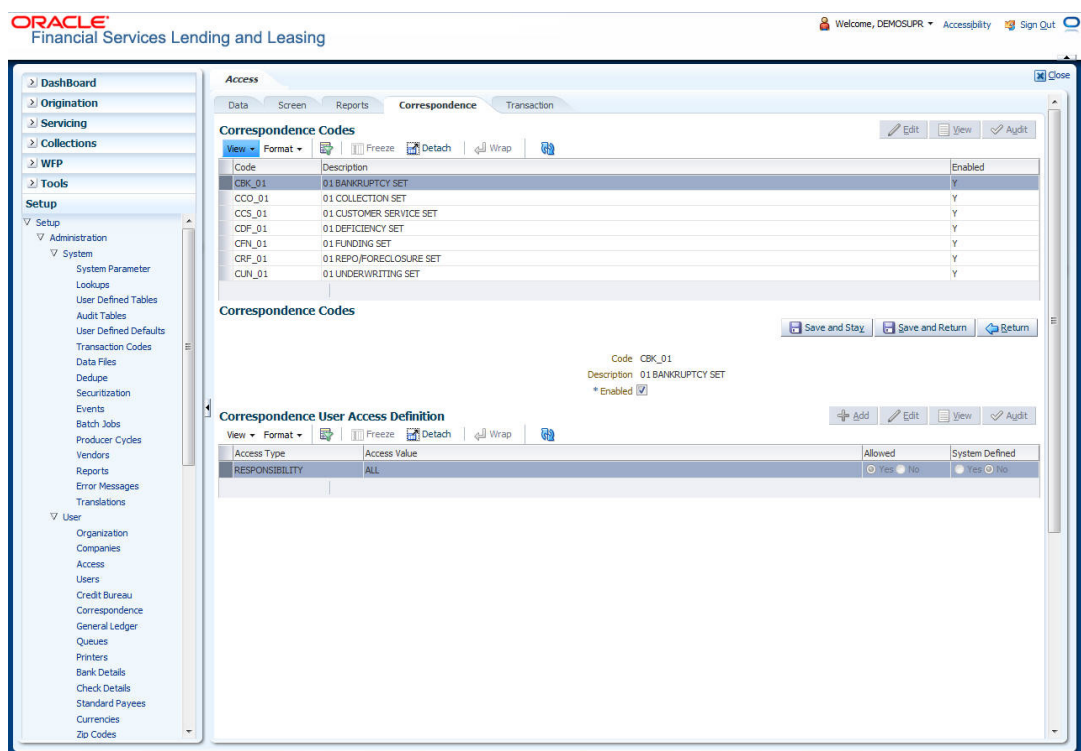 ORACLE
Financial Services Lending and Leasing
Welcome, DEMOSUPR Accessibility Sign Out
DashBoard
Origination
Servicing
Collections
WFP
Tools
Setup
Setup
Administration
System
System Parameter
Lookups
User Defined Tables
Audit Tables
User Defined Defaults
Transaction Codes
Data Files
Dedupe
Securitization
Events
Batch Jobs
Producer Cycles
Vendors
Reports
Error Messages
Translations
User
Organization
Companies
Access
Users
Credit Bureau
Correspondence
General Ledger
Queues
Printers
Bank Details
Check Details
Standard Payees
Currencies
Zip Codes
Access Close
Data Screen Reports Correspondence Transaction
Correspondence Codes Edit View Audit
View Format Freeze Detach Wrap
Code Description Enabled
CBK_01 01 BANKRUPTCY SET Y
CCO_01 01 COLLECTION SET Y
CCS_01 01 CUSTOMER SERVICE SET Y
CDF_01 01 DEFICIENCY SET Y
CFN_01 01 FUNDING SET Y
CRF_01 01 REPO/FORECLOSURE SET Y
CUN_01 01 UNDERWRITING SET Y
Correspondence Codes
Save and Stay Save and Return Return
Code CBK_01
Description 01 BANKRUPTCY SET
* Enabled
Correspondence User Access Definition Add Edit View Audit
View Format Freeze Detach Wrap
Access Type Access Value Allowed System Defined
RESPONSIBILITY ALL Yes No Yes No